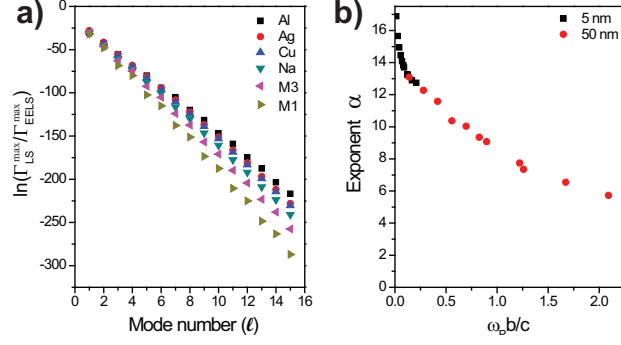 a)
ln(Γ_LS^max/Γ_EELS^max)
0
-50
-100
-150
-200
-250
-300
0 2 4 6 8 10 12 14 16
Mode number (ℓ)
Al
Ag
Cu
Na
M3
M1
b)
Exponent α
18
16
14
12
10
8
6
4
2
0
0.0 0.5 1.0 1.5 2.0
ω_p b/c
5 nm
50 nm